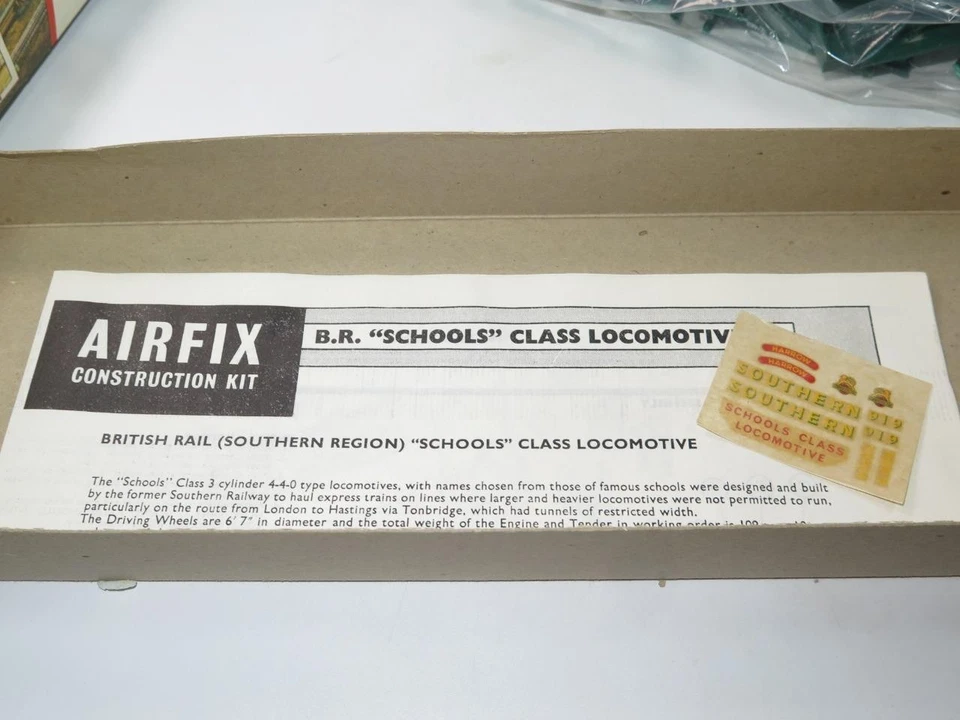 AIRFIX
CONSTRUCTION KIT
B.R. “SCHOOLS” CLASS
BRITISH RAIL (SOUTHERN REGION) “SCHOOLS” CLASS LOCOMOTIVE
The “Schools” Class 3 cylinder 4-4-0 type locomotives, with names chosen from those of famous schools were designed and built
by the former Southern Railway to haul express trains on lines where larger and heavier locomotives were not permitted to run,
particularly on the route from London to Hastings via Tonbridge, which had tunnels of restricted width.
The Driving Wheels are 6′ 7″ in diameter and the total weight of the Engine and Tender in working order is 109
HARROW
HARROW
SOUTHERN 919
SOUTHERN 919
SCHOOLS CLASS
LOCOMOTIVE